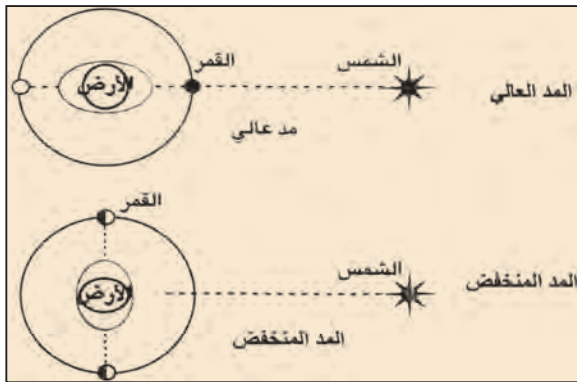 القمر
الشمس
الأرض
المد العالي
مد عالي
القمر
الشمس
الأرض
المد المنخفض
المد المنخفض